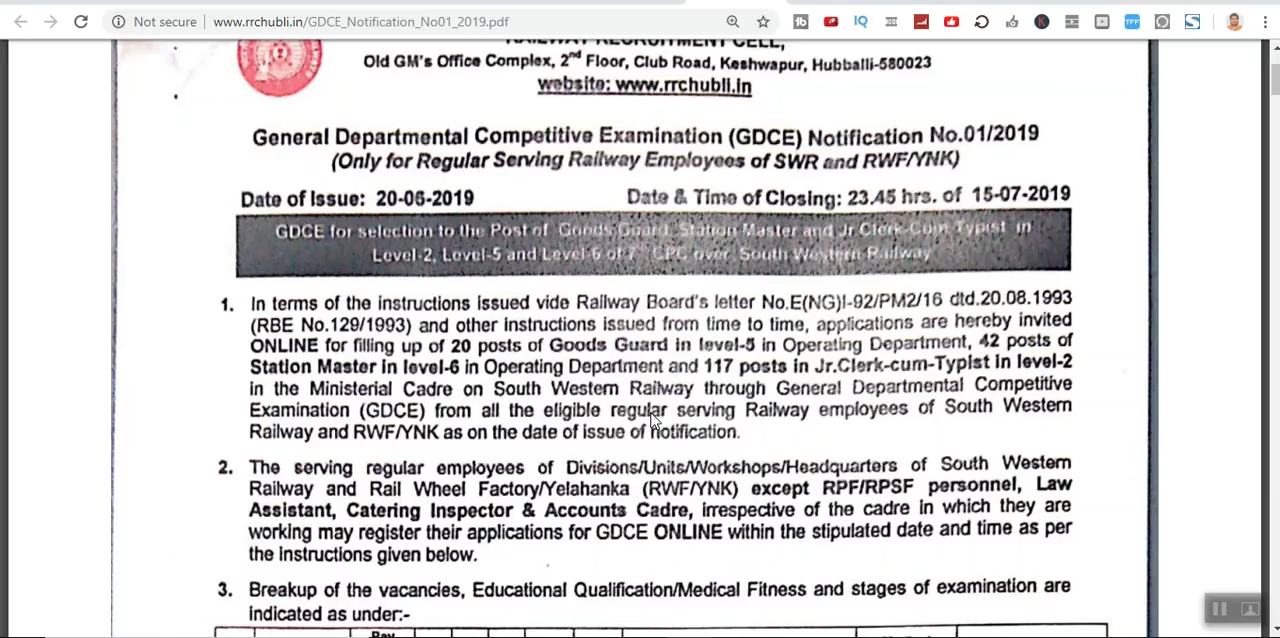 Not secure | www.rrchubli.in/GDCE_Notification_No01_2019.pdf
RAILWAY RECRUITMENT CELL,
Old GM's Office Complex, 2nd Floor, Club Road, Keshwapur, Hubballi-580023
website: www.rrchubli.in
General Departmental Competitive Examination (GDCE) Notification No.01/2019
(Only for Regular Serving Railway Employees of SWR and RWF/YNK)
Date of Issue: 20-06-2019 Date & Time of Closing: 23.45 hrs. of 15-07-2019
GDCE for selection to the Post of Goods Guard, Station Master and Jr Clerk-Cum-Typist in
Level-2, Level-5 and Level-6 of 7th CPC over South Western Railway
1. In terms of the instructions issued vide Railway Board's letter No.E(NG)I-92/PM2/16 dtd.20.08.1993
(RBE No.129/1993) and other instructions issued from time to time, applications are hereby invited
ONLINE for filling up of 20 posts of Goods Guard in level-5 in Operating Department, 42 posts of
Station Master in level-6 in Operating Department and 117 posts in Jr.Clerk-cum-Typist in level-2
in the Ministerial Cadre on South Western Railway through General Departmental Competitive
Examination (GDCE) from all the eligible regular serving Railway employees of South Western
Railway and RWF/YNK as on the date of issue of notification.
2. The serving regular employees of Divisions/Units/Workshops/Headquarters of South Western
Railway and Rail Wheel Factory/Yelahanka (RWF/YNK) except RPF/RPSF personnel, Law
Assistant, Catering Inspector & Accounts Cadre, irrespective of the cadre in which they are
working may register their applications for GDCE ONLINE within the stipulated date and time as per
the instructions given below.
3. Breakup of the vacancies, Educational Qualification/Medical Fitness and stages of examination are
indicated as under:-
Pay